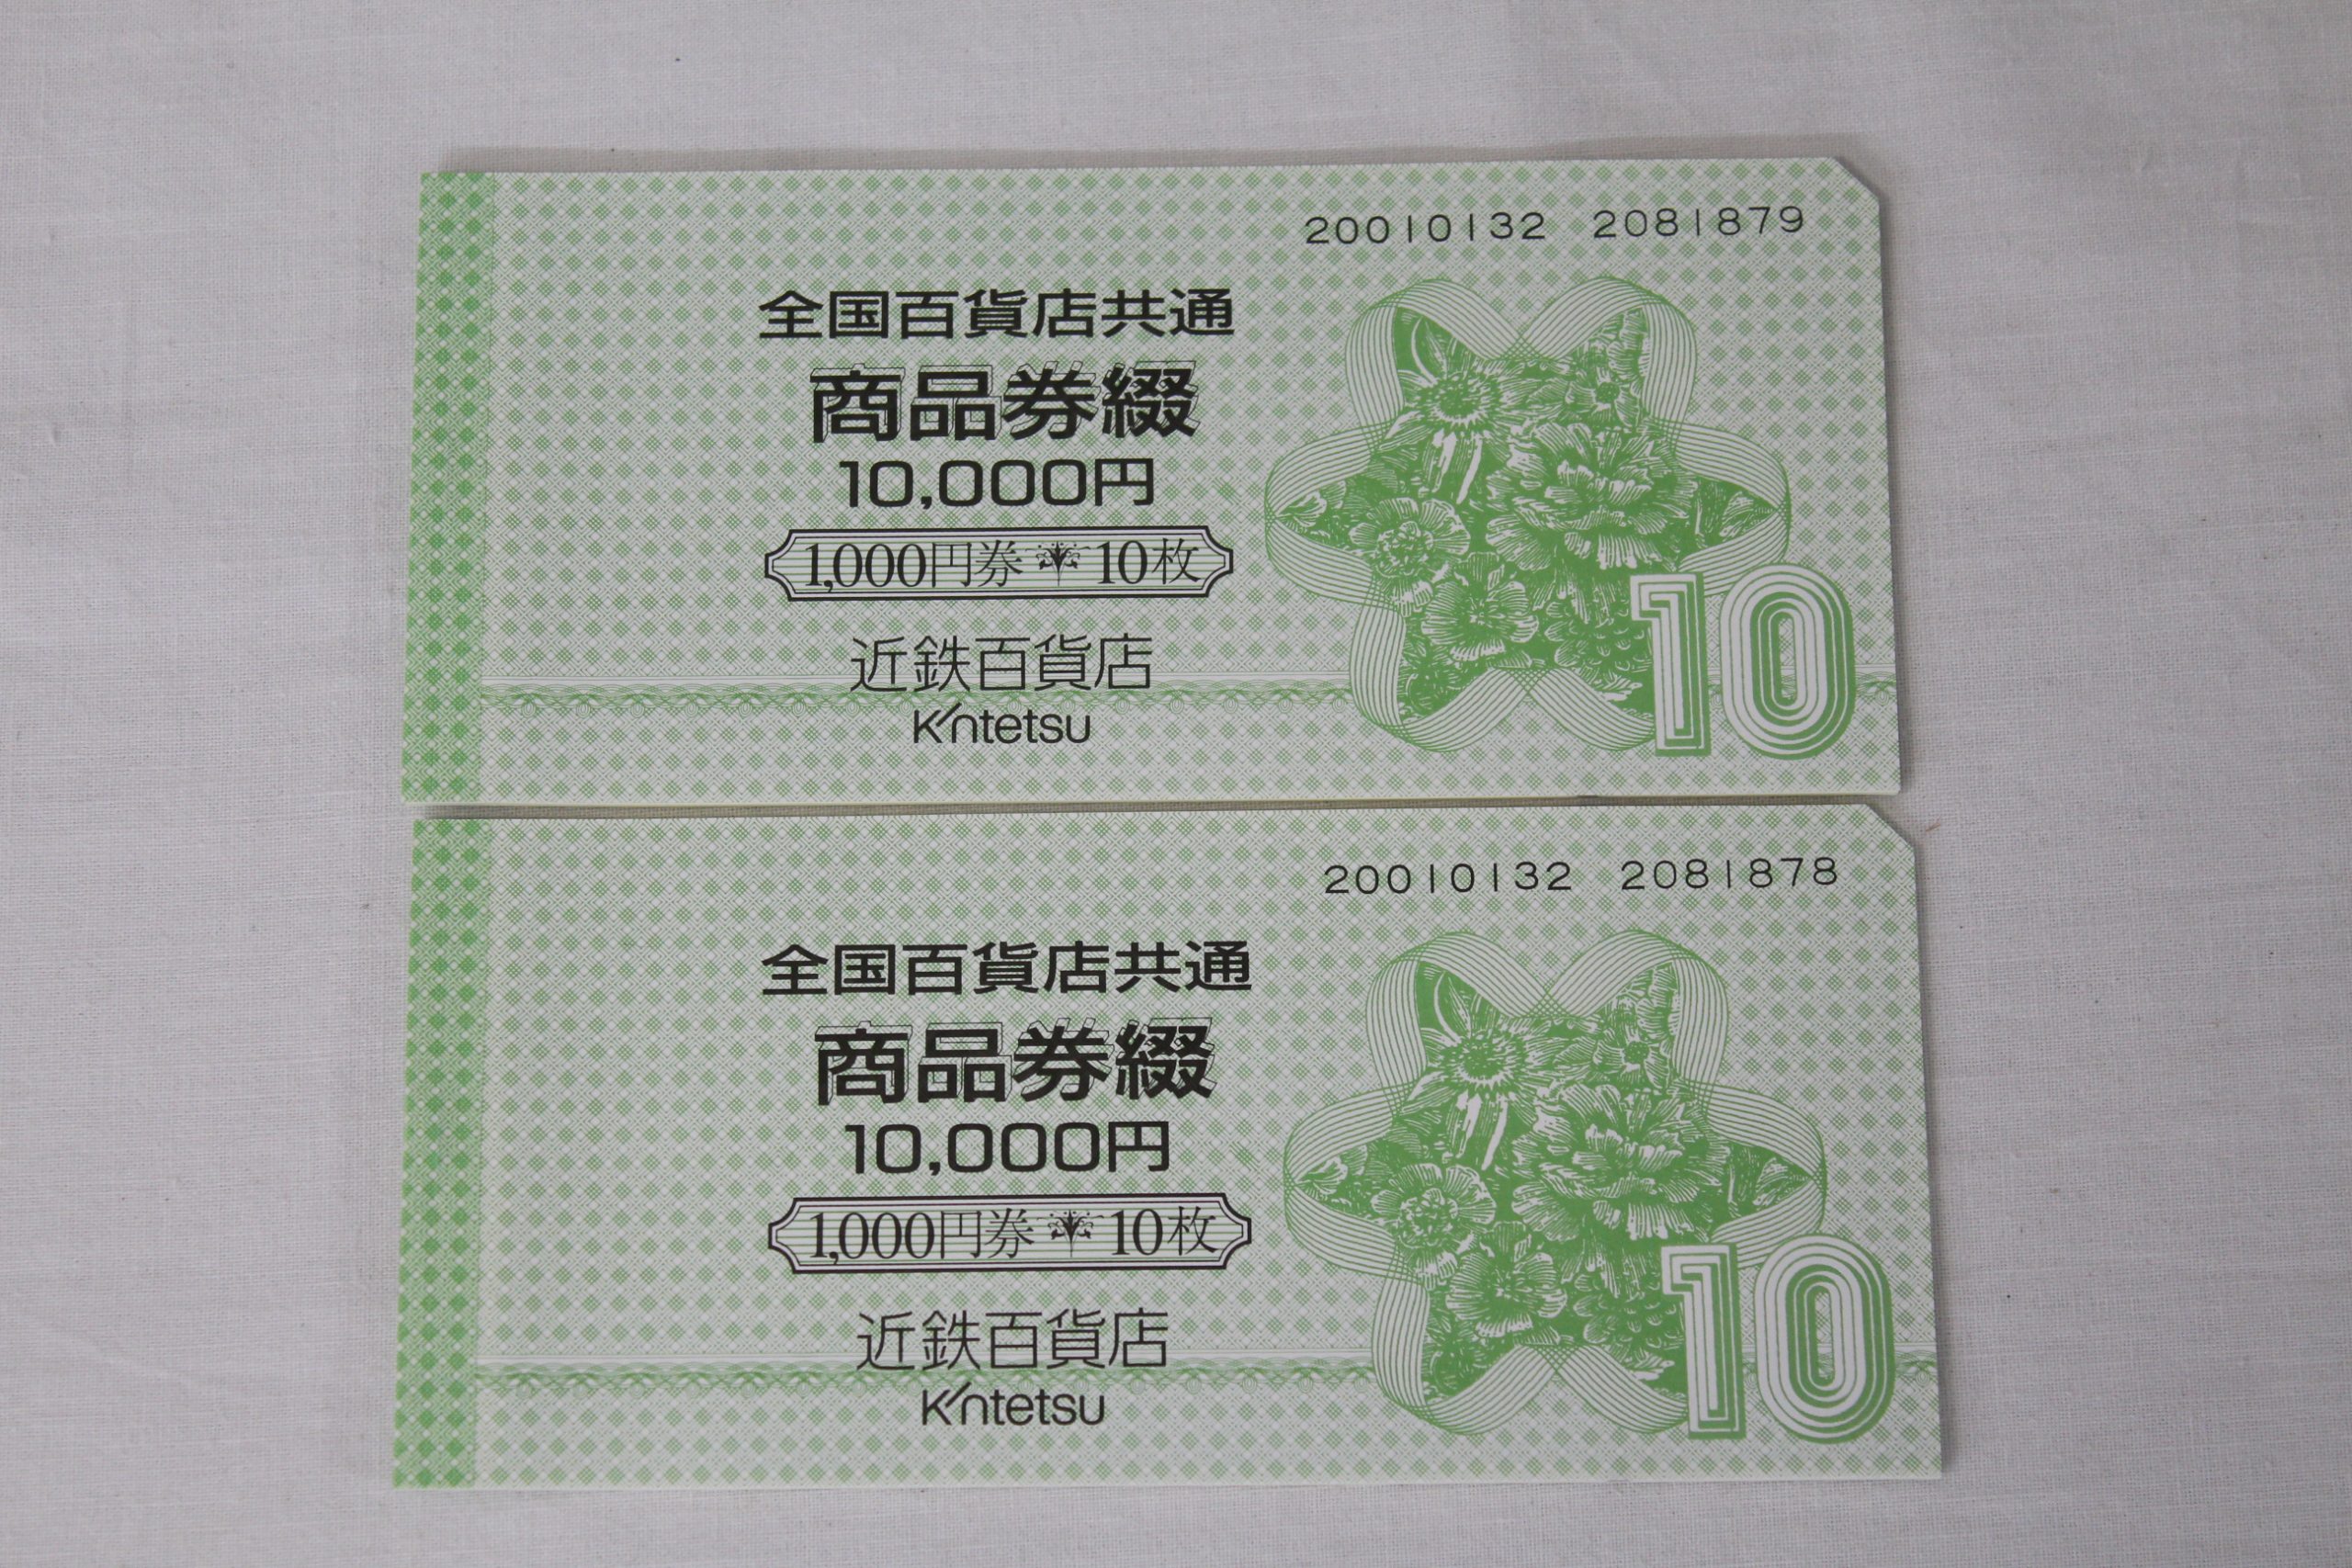 20010132 2081879
全国百貨店共通
商品券綴
10,000円
1,000円券 10枚
近鉄百貨店
Kintetsu
10
20010132 2081878
全国百貨店共通
商品券綴
10,000円
1,000円券 10枚
近鉄百貨店
Kintetsu
10